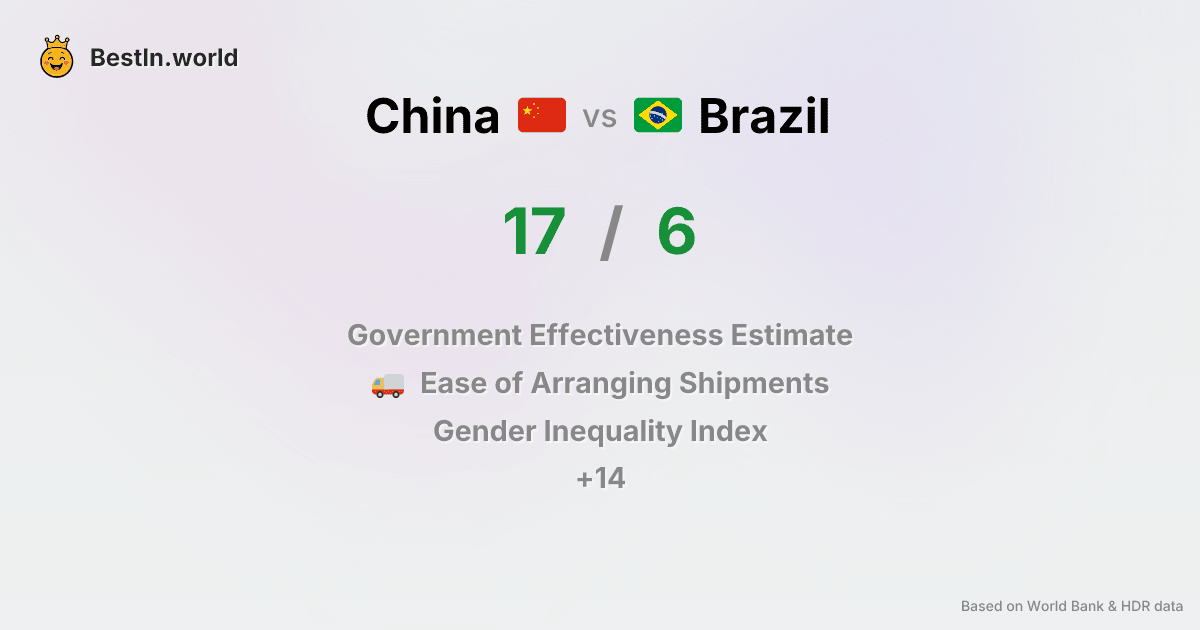 BestIn.world
China vs Brazil
17 / 6
Government Effectiveness Estimate
Ease of Arranging Shipments
Gender Inequality Index
+14
Based on World Bank & HDR data